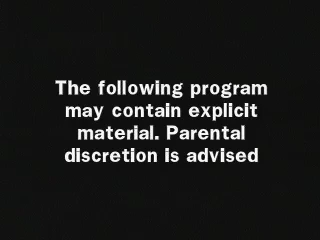 The following program
may contain explicit
material. Parental
discretion is advised